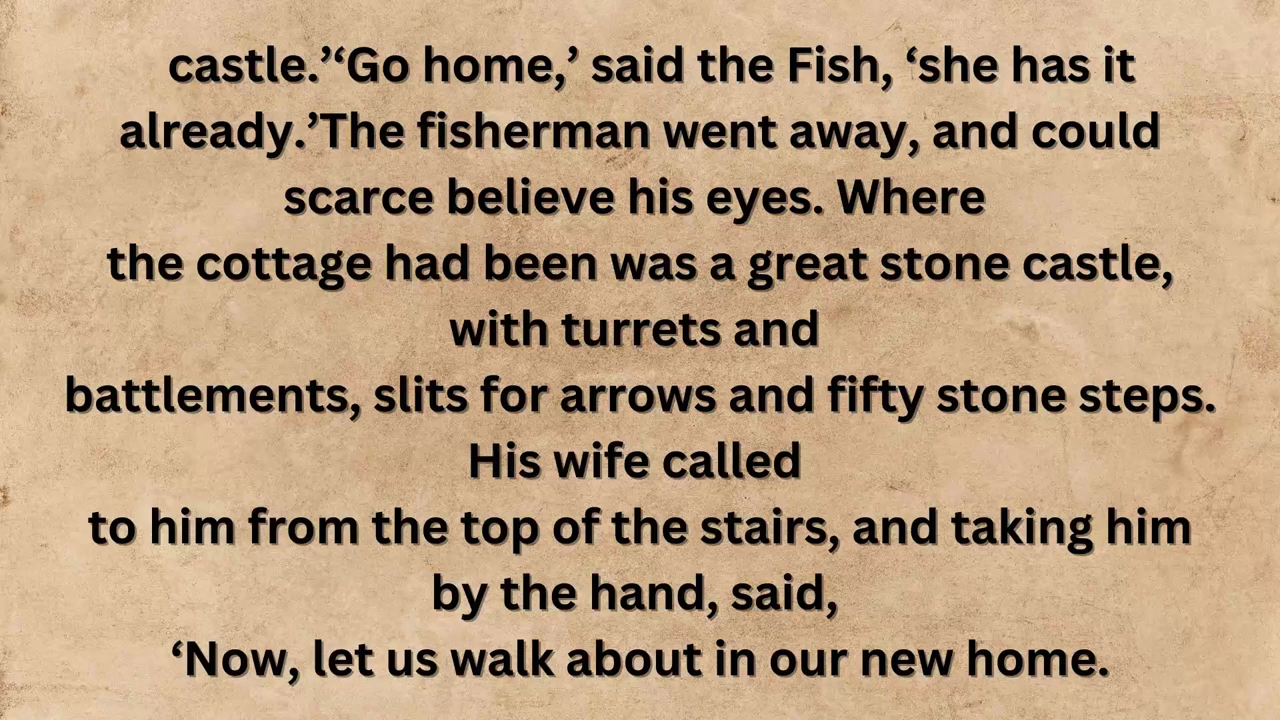 castle.’‘Go home,’ said the Fish, ‘she has it
already.’The fisherman went away, and could
scarce believe his eyes. Where
the cottage had been was a great stone castle,
with turrets and
battlements, slits for arrows and fifty stone steps.
His wife called
to him from the top of the stairs, and taking him
by the hand, said,
‘Now, let us walk about in our new home.